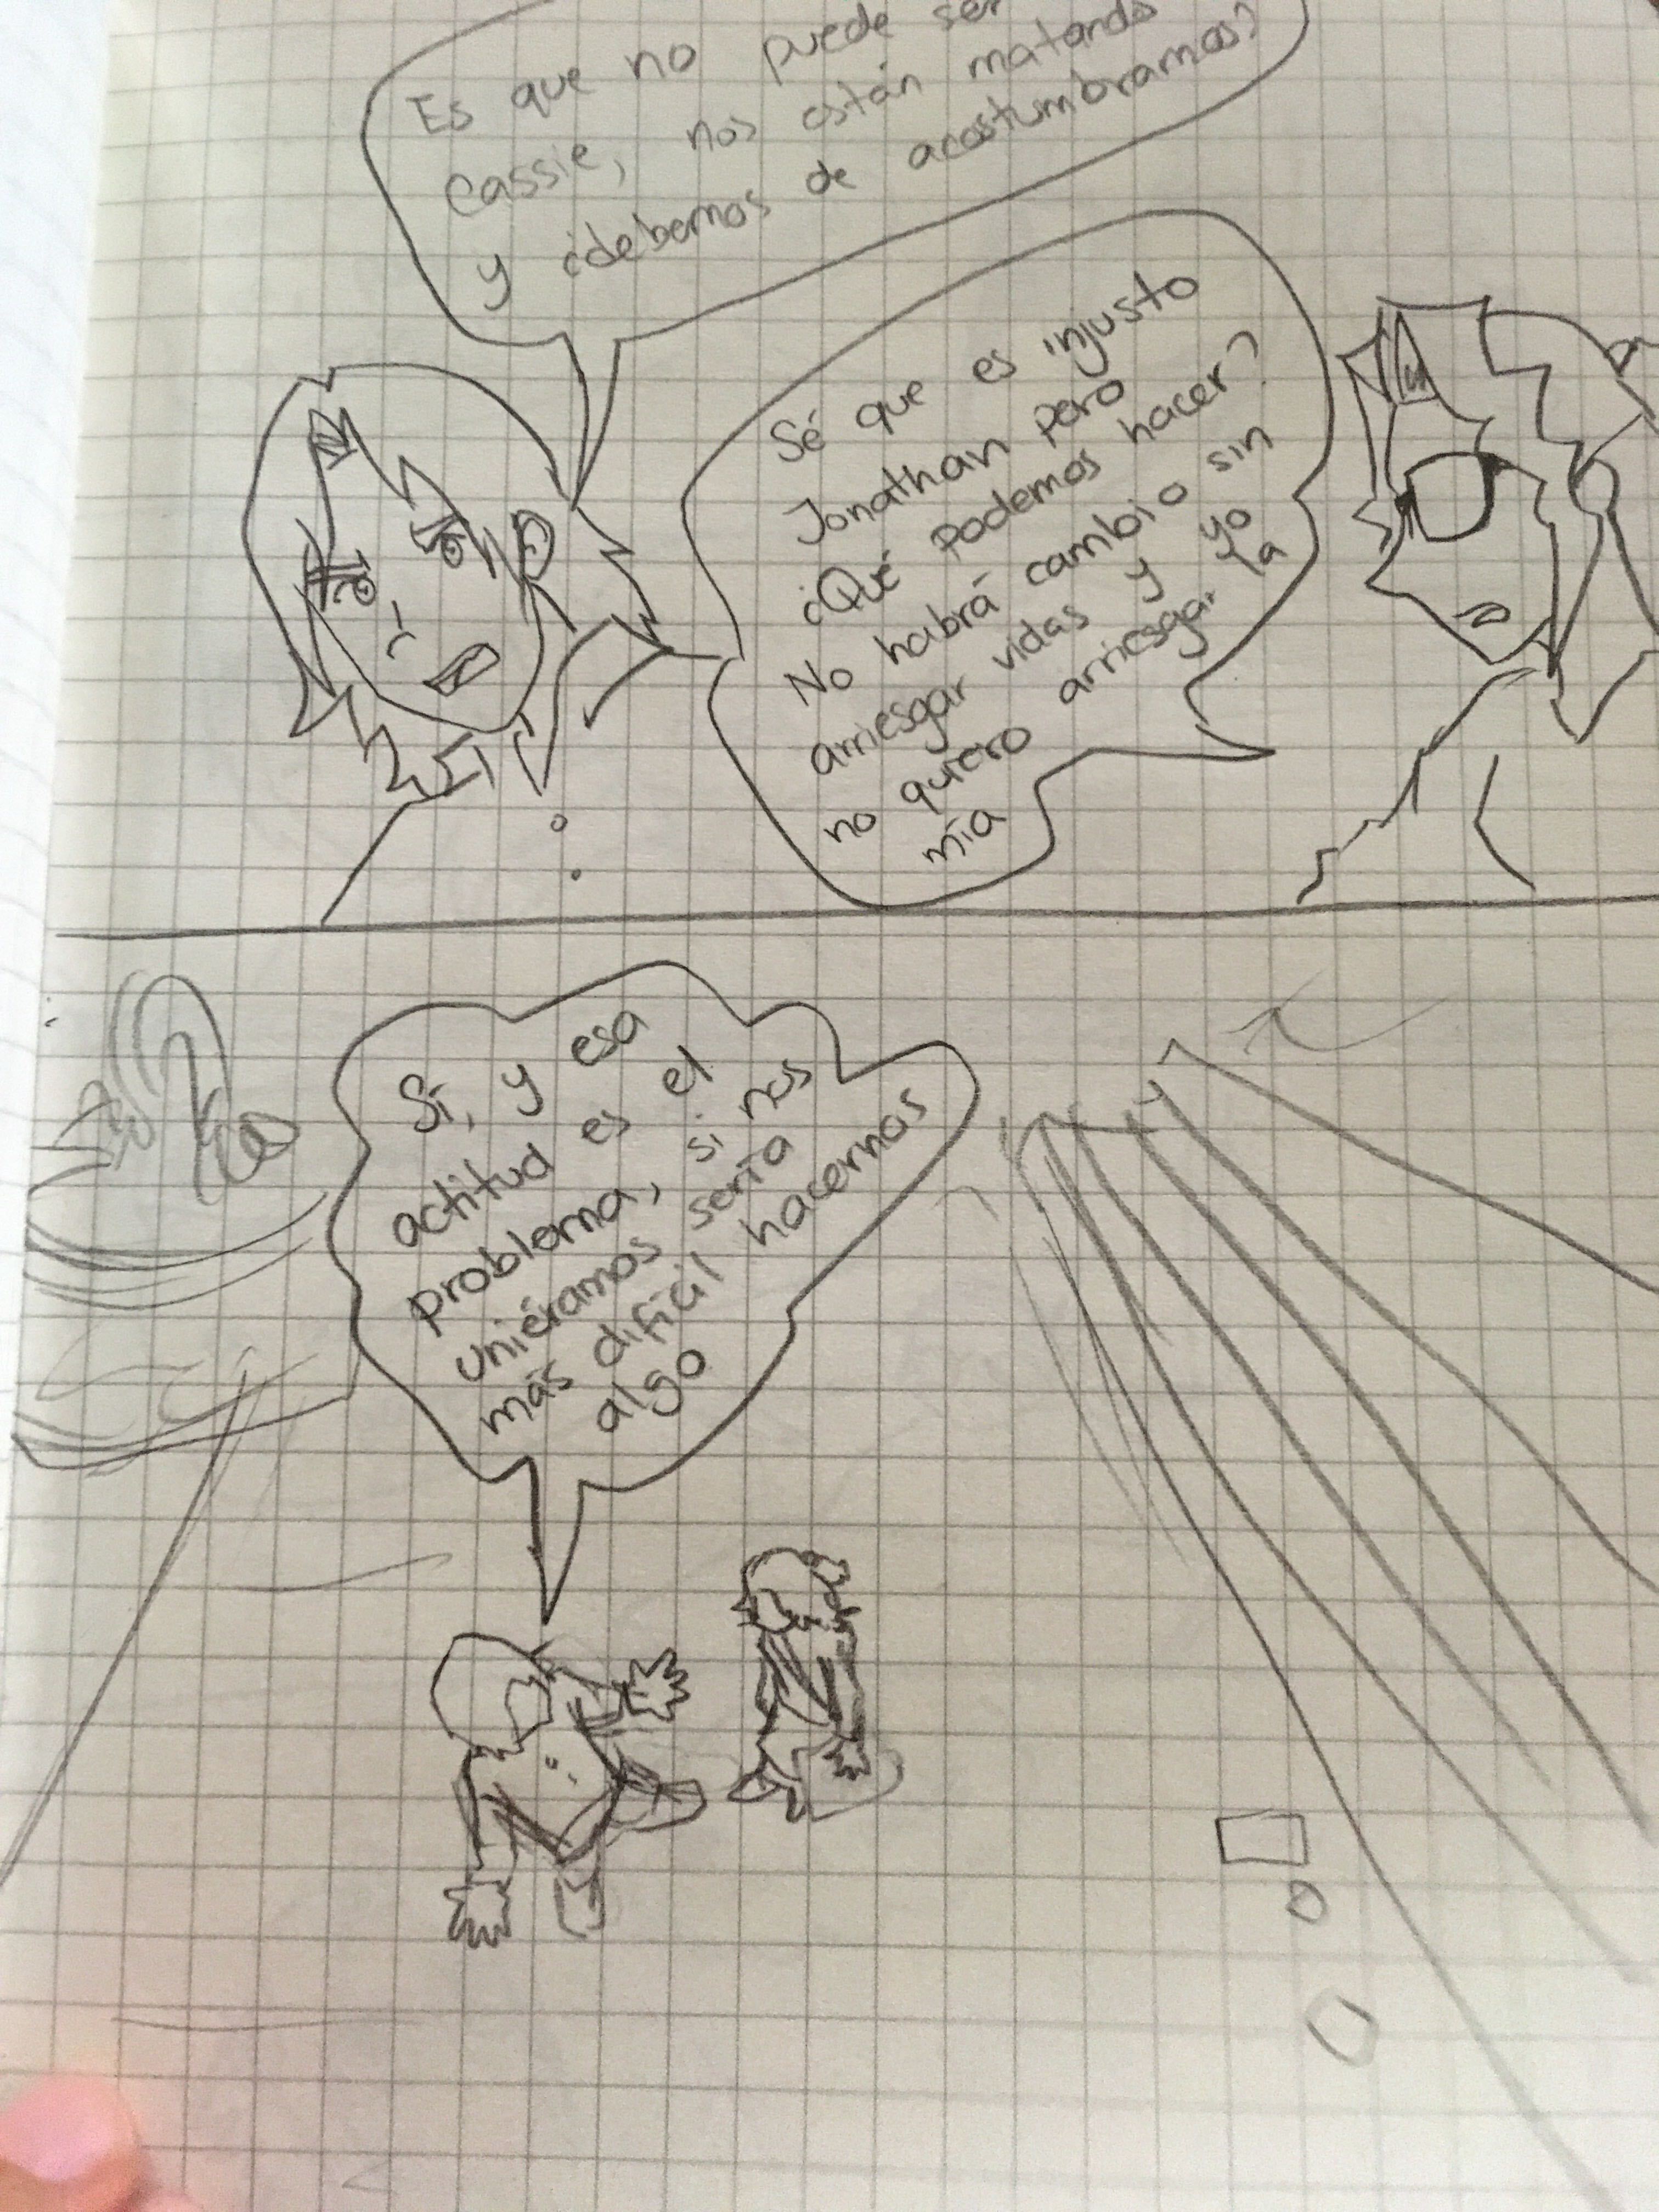 Es que no puede ser
Cassie, nos están matando
y ¿debemos de acostumbrarnos?
Sé que es injusto
Jonathan pero
¿Qué podemos hacer?
No habrá cambio sin
arriesgar vidas y yo
no quiero arriesgar la
mía
Sí, y esa
actitud es el
problema, si nos
uniéramos sería
más difícil hacernos
algo